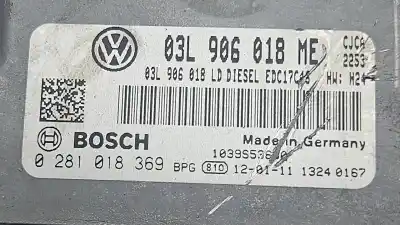 03L 906 018 ME CJCA
2253
03L 906 018 LD DIESEL EDC17C46 HW: H24
BOSCH Made in Germany
0 281 018 369 BPG 810 12-01-11 1324 0167